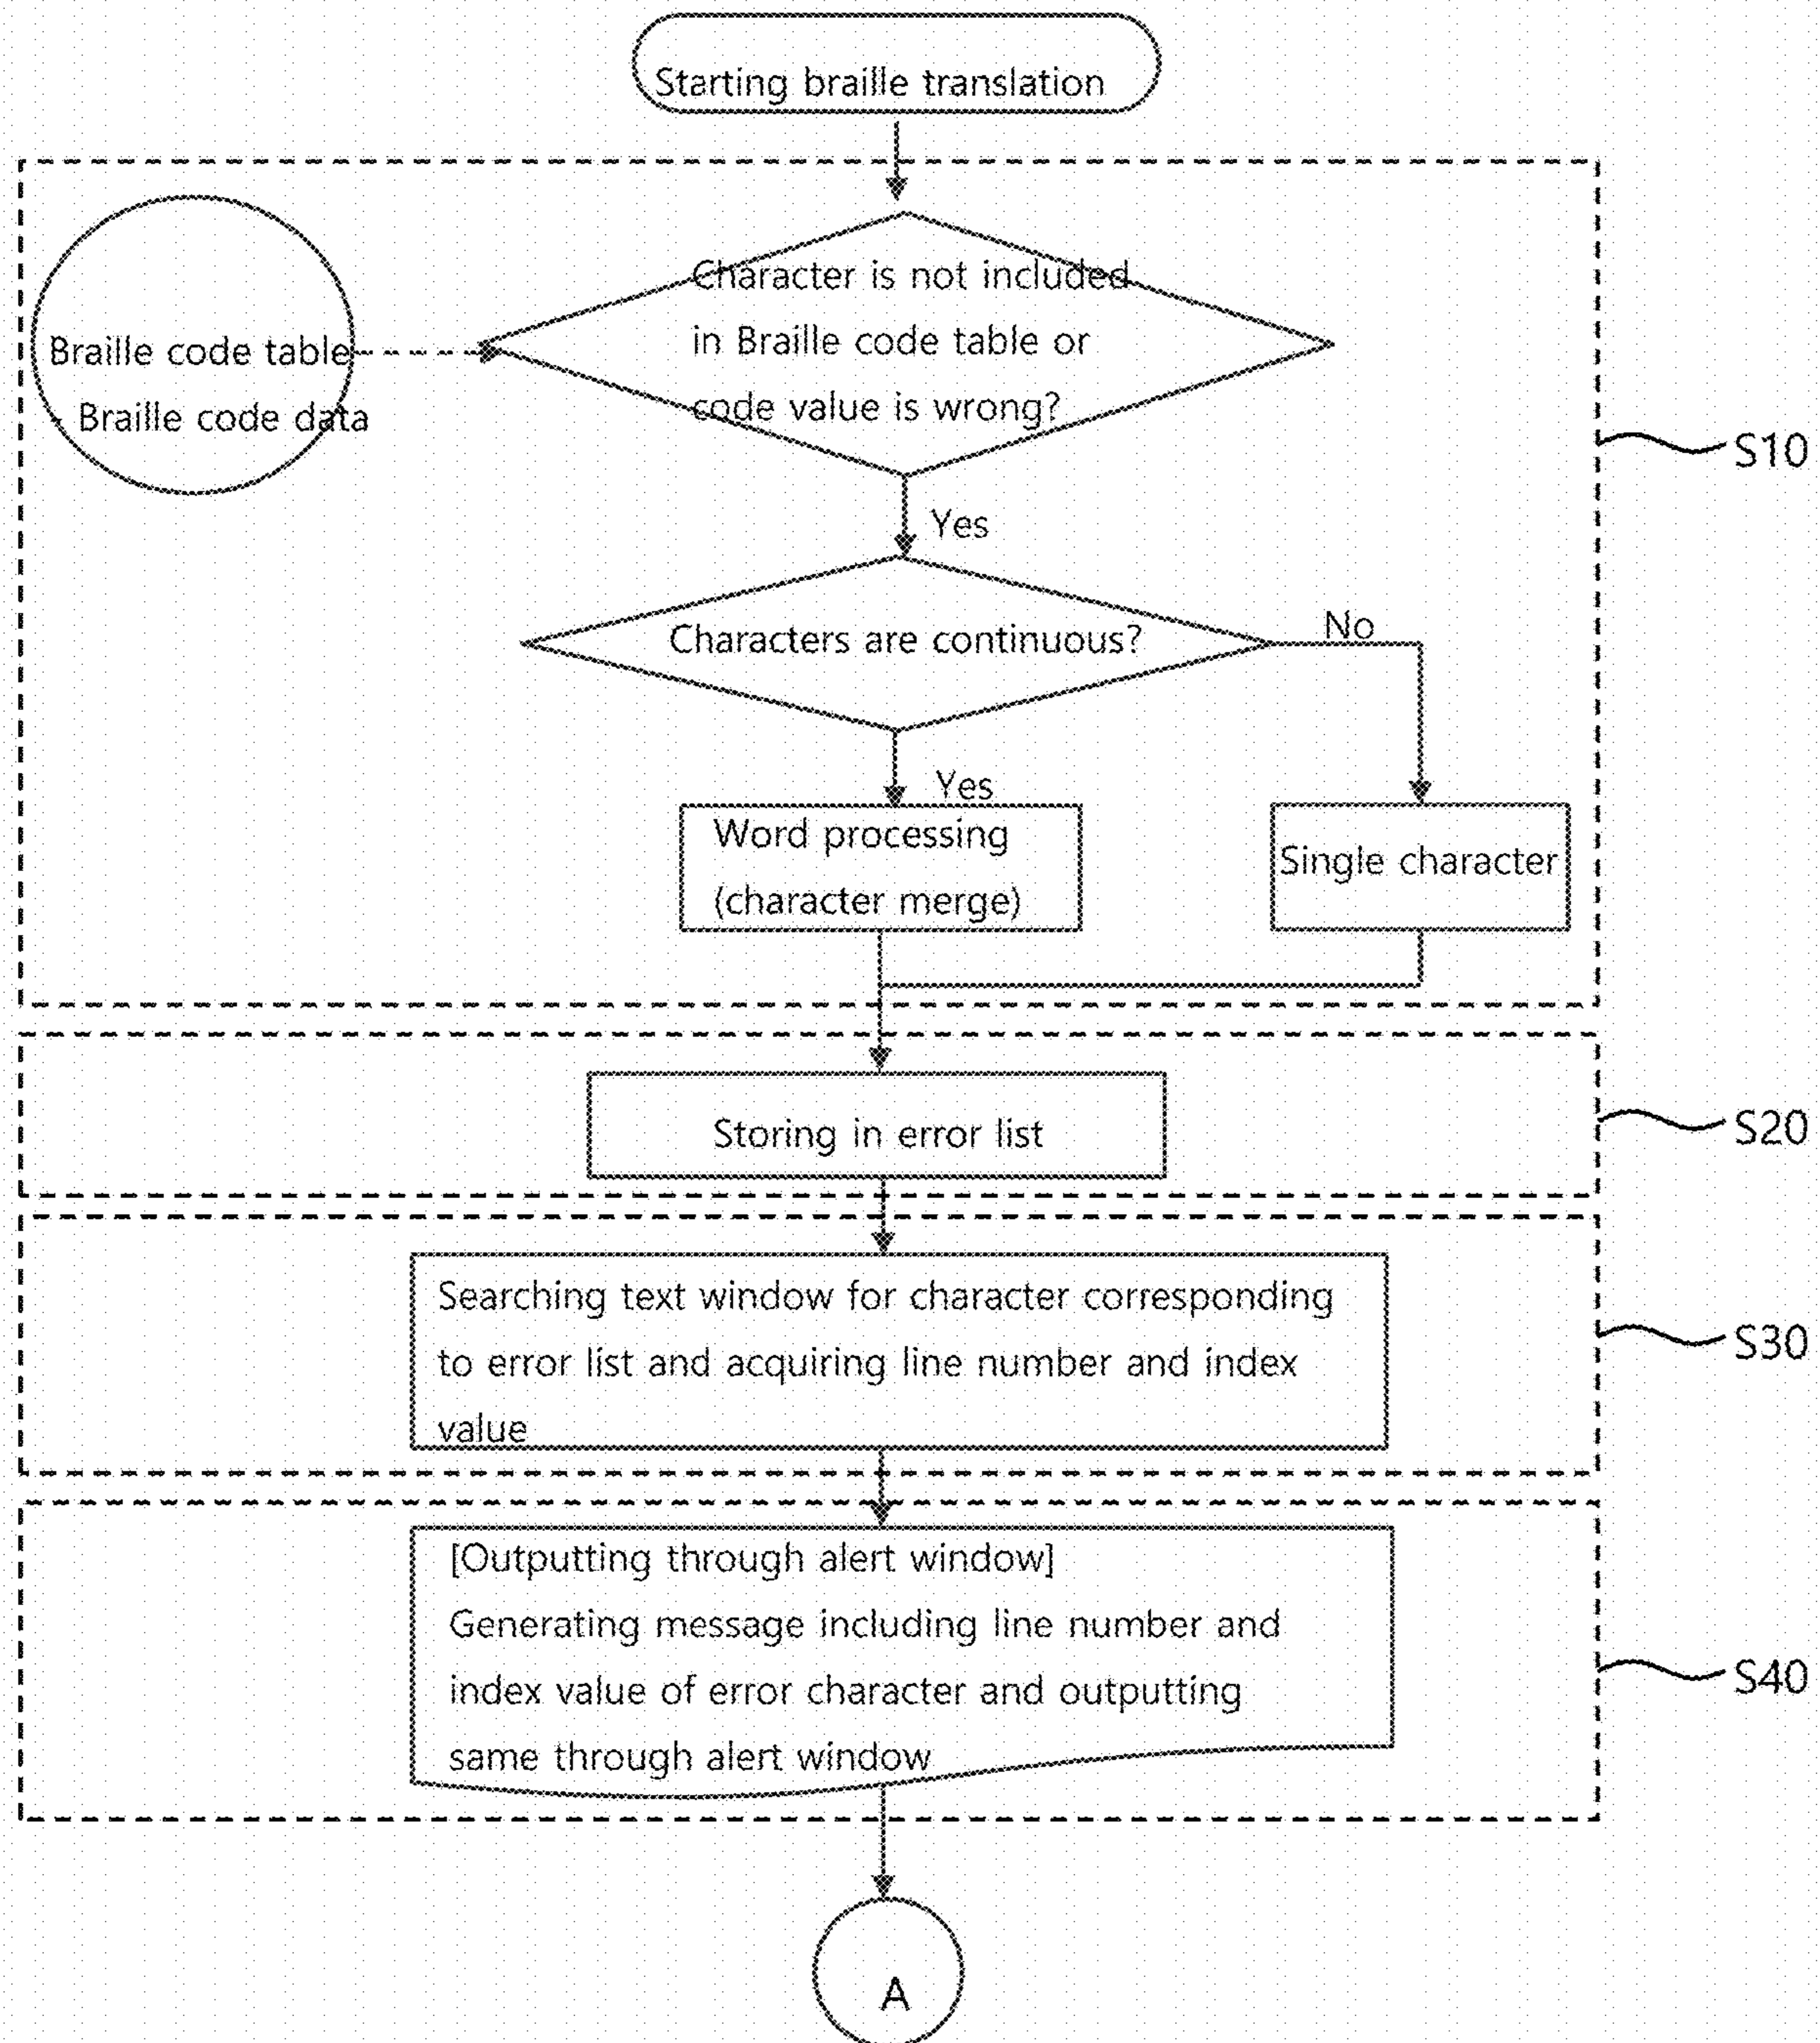 Starting braille translation
Character is not included
in Braille code table or
code value is wrong?
Braille code table
- Braille code data
S10
Yes
Characters are continuous?
No
Yes
Word processing
(character merge)
Single character
Storing in error list
S20
Searching text window for character corresponding
to error list and acquiring line number and index
value
S30
[Outputting through alert window]
Generating message including line number and
index value of error character and outputting
same through alert window
S40
A